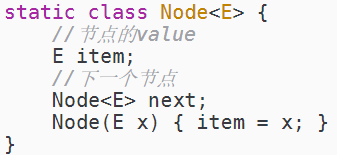 static class Node<E> {
    //节点的value
    E item;
    //下一个节点
    Node<E> next;
    Node(E x) { item = x; }
}